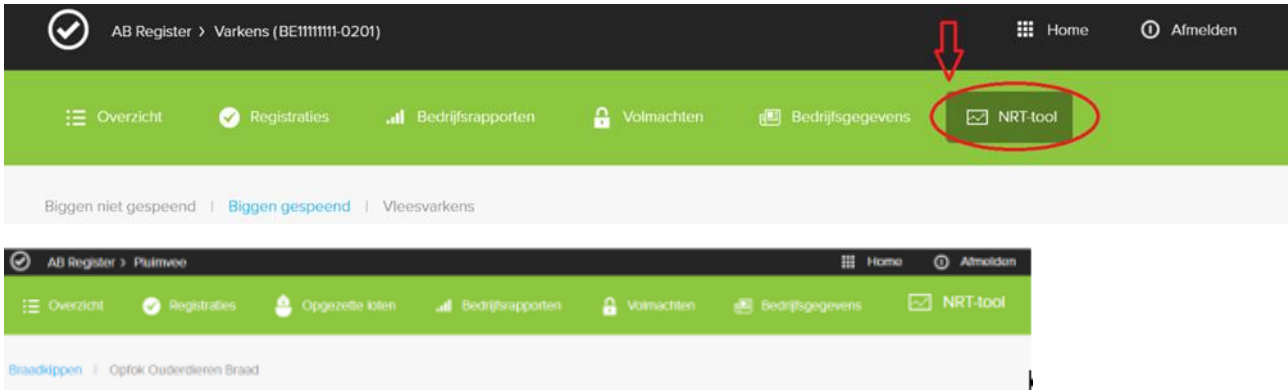 AB Register > Varkens (BE11111111-0201) Home Afmelden
Overzicht Registraties Bedrijfsrapporten Volmachten Bedrijfsgegevens NRT-tool
Biggen niet gespeend | Biggen gespeend | Vleesvarkens
AB Register > Pluimvee Home Afmelden
Overzicht Registraties Opgezette loten Bedrijfsrapporten Volmachten Bedrijfsgegevens NRT-tool
Braadkippen | Opfok Ouderdieren Braad